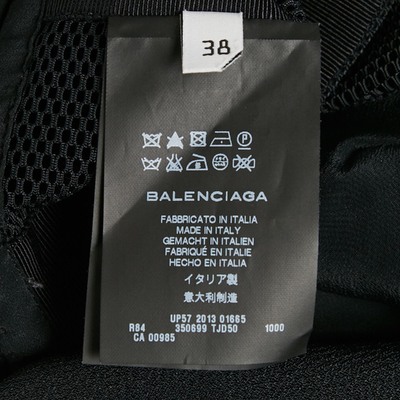 38
BALENCIAGA
FABBRICATO IN ITALIA
MADE IN ITALY
GEMACHT IN ITALIEN
FABRIQUÉ EN ITALIE
HECHO EN ITALIA
イタリア製
意大利制造
UP57 2013 01665
R84 350699 TJD50 1000
CA 00985